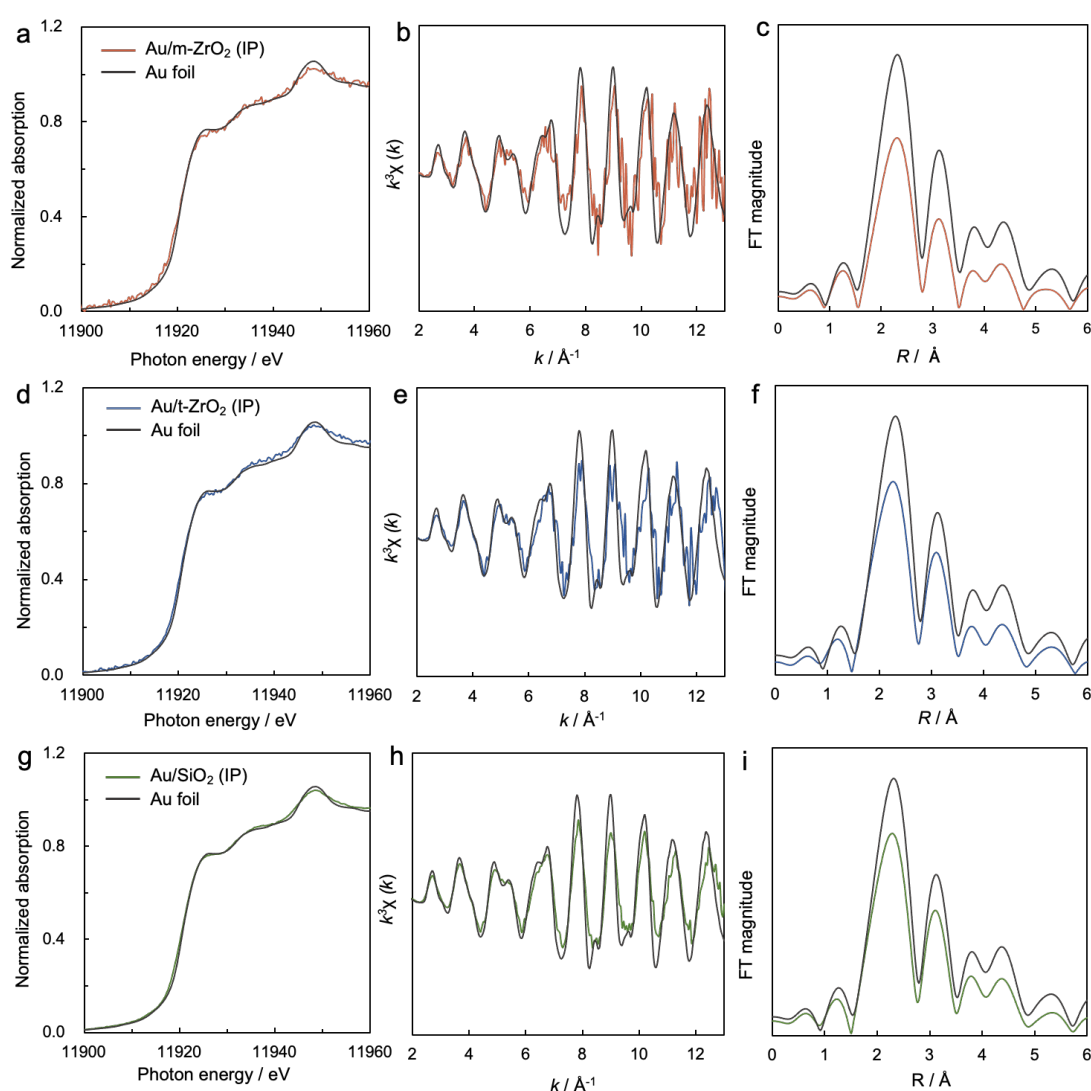 a
1.2
0.8
0.4
0.0
Normalized absorption
Au/m-ZrO₂ (IP)
Au foil
11900 11920 11940 11960
Photon energy / eV
b
k³χ (k)
2 4 6 8 10 12
k / Å⁻¹
c
FT magnitude
0 1 2 3 4 5 6
R / Å
d
1.2
0.8
0.4
0.0
Normalized absorption
Au/t-ZrO₂ (IP)
Au foil
11900 11920 11940 11960
Photon energy / eV
e
k³χ (k)
2 4 6 8 10 12
k / Å⁻¹
f
FT magnitude
0 1 2 3 4 5 6
R / Å
g
1.2
0.8
0.4
0.0
Normalized absorption
Au/SiO₂ (IP)
Au foil
11900 11920 11940 11960
Photon energy / eV
h
k³χ (k)
2 4 6 8 10 12
k / Å⁻¹
i
FT magnitude
0 1 2 3 4 5 6
R / Å